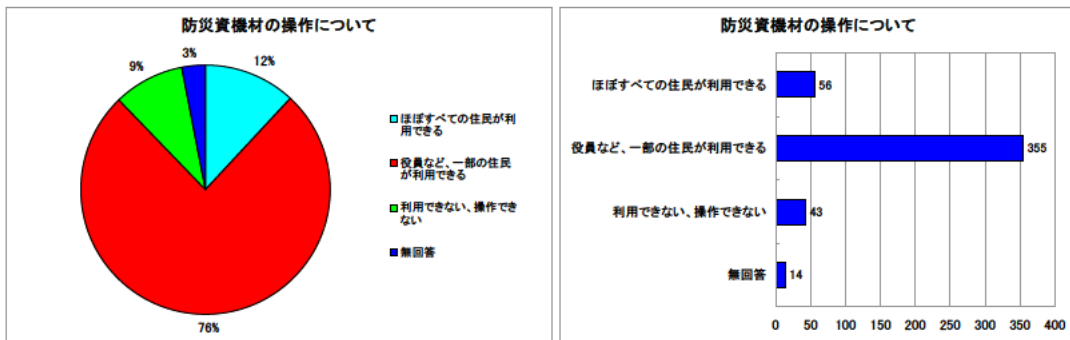 防災資機材の操作について
3%
12%
9%
76%
ほぼすべての住民が利
用できる
役員など、一部の住民
が利用できる
利用できない、操作でき
ない
無回答
防災資機材の操作について
ほぼすべての住民が利用できる
56
役員など、一部の住民が利用できる
355
利用できない、操作できない
43
無回答
14
0 50 100 150 200 250 300 350 400